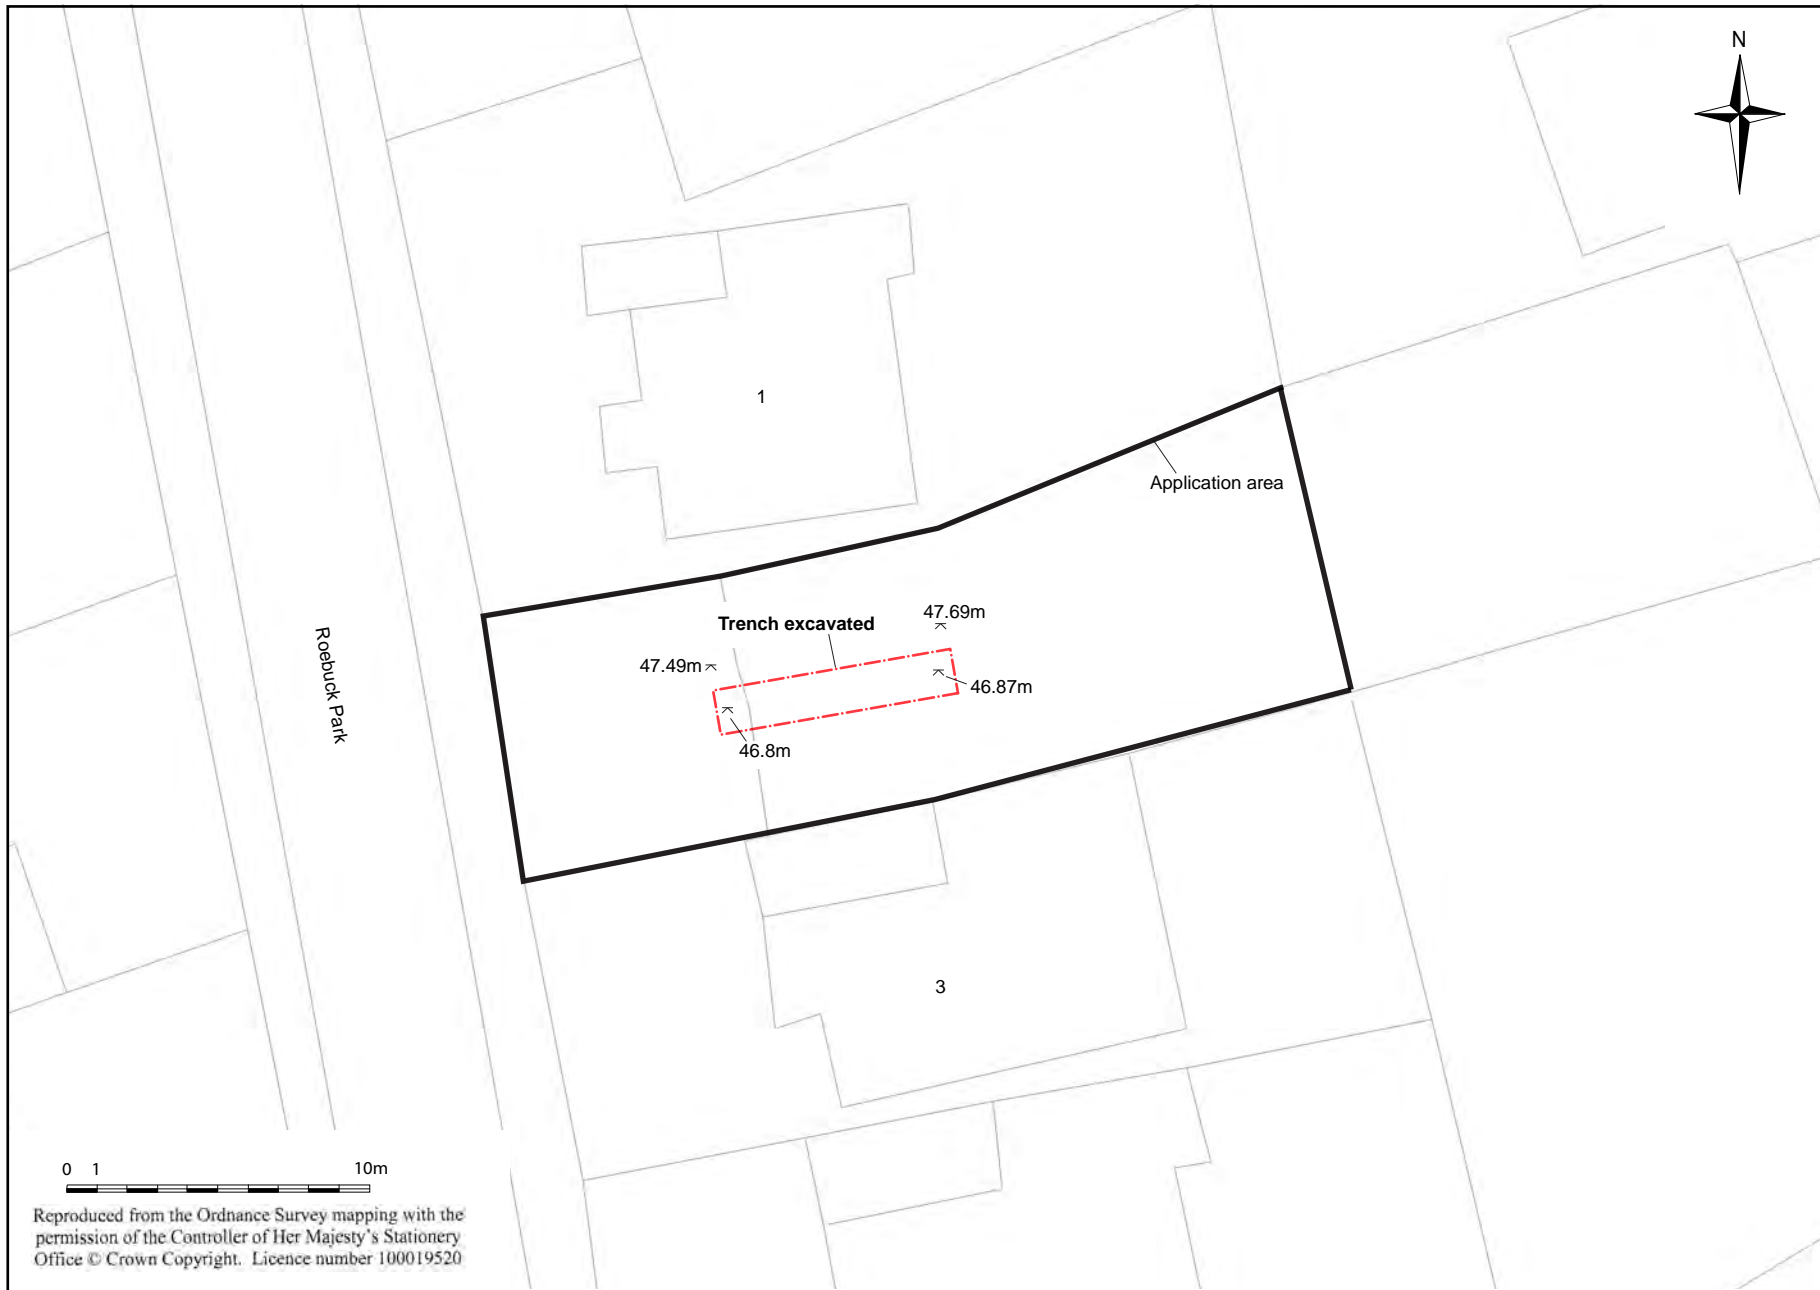 N
1
Application area
Trench excavated
47.69m
47.49m
46.87m
46.8m
Roebuck Park
3
0 1 10m
Reproduced from the Ordnance Survey mapping with the
permission of the Controller of Her Majesty's Stationery
Office © Crown Copyright. Licence number 100019520